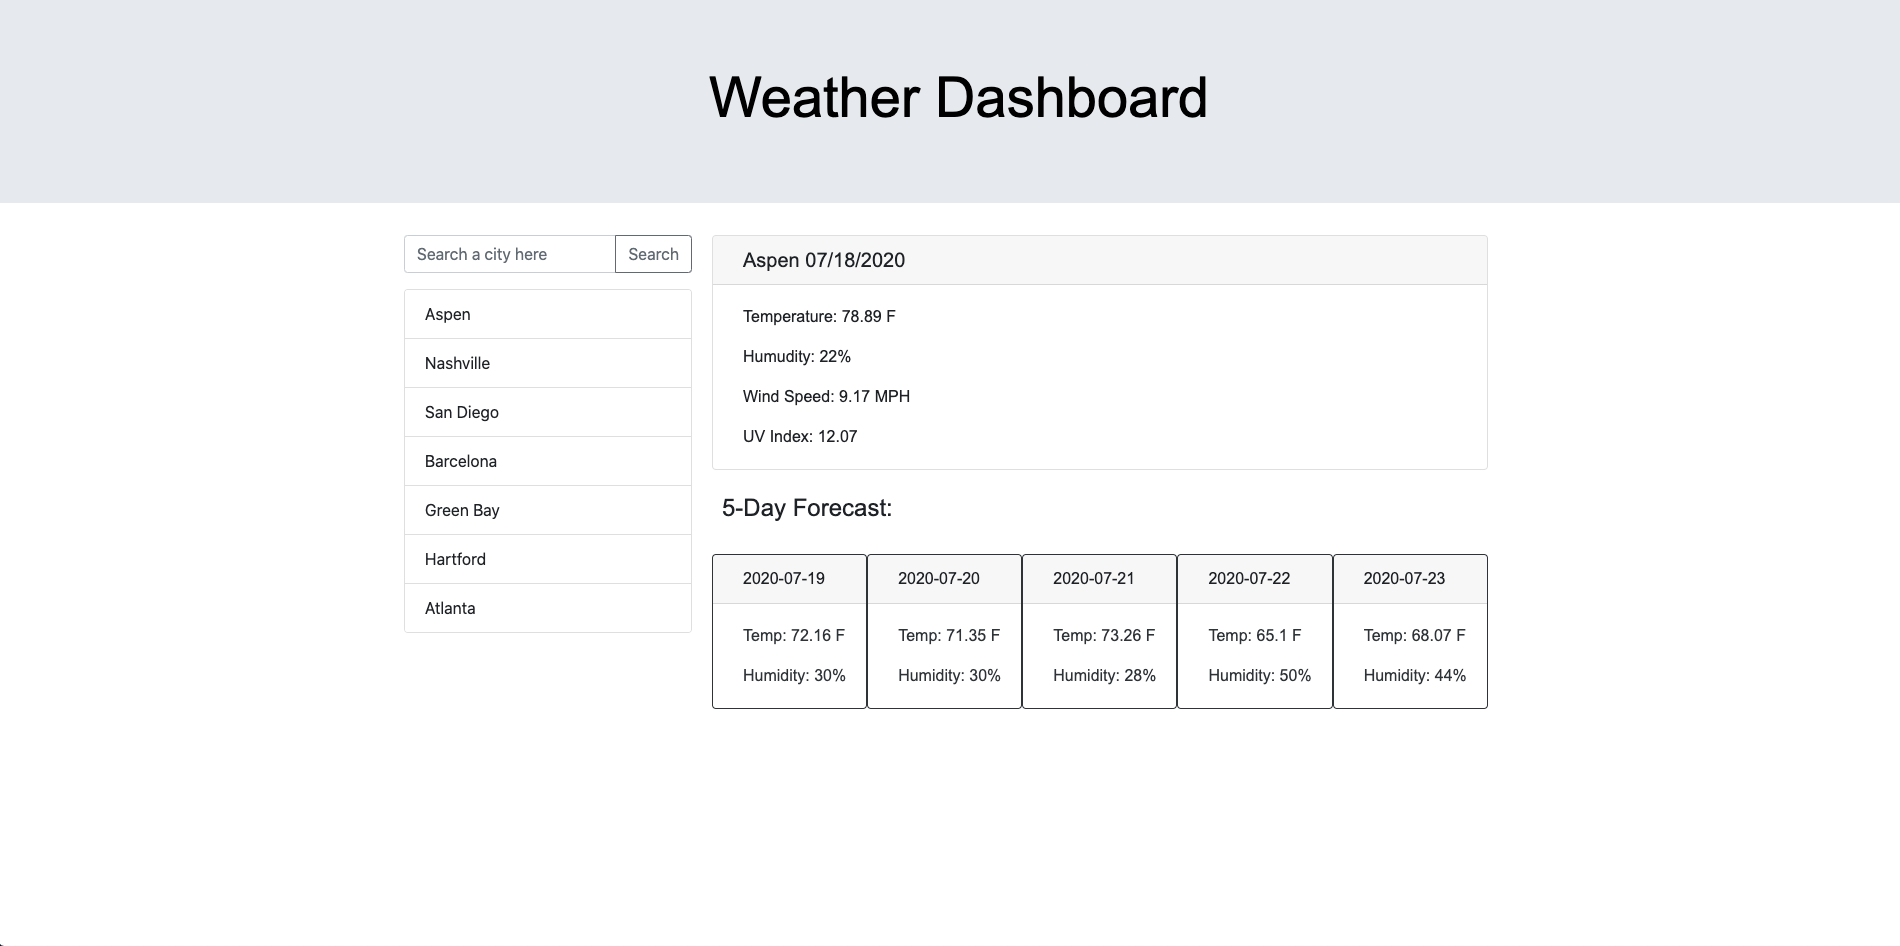 Weather Dashboard
Search a city here
Search
Aspen
Nashville
San Diego
Barcelona
Green Bay
Hartford
Atlanta
Aspen 07/18/2020
Temperature: 78.89 F
Humudity: 22%
Wind Speed: 9.17 MPH
UV Index: 12.07
5-Day Forecast:
2020-07-19
Temp: 72.16 F
Humidity: 30%
2020-07-20
Temp: 71.35 F
Humidity: 30%
2020-07-21
Temp: 73.26 F
Humidity: 28%
2020-07-22
Temp: 65.1 F
Humidity: 50%
2020-07-23
Temp: 68.07 F
Humidity: 44%